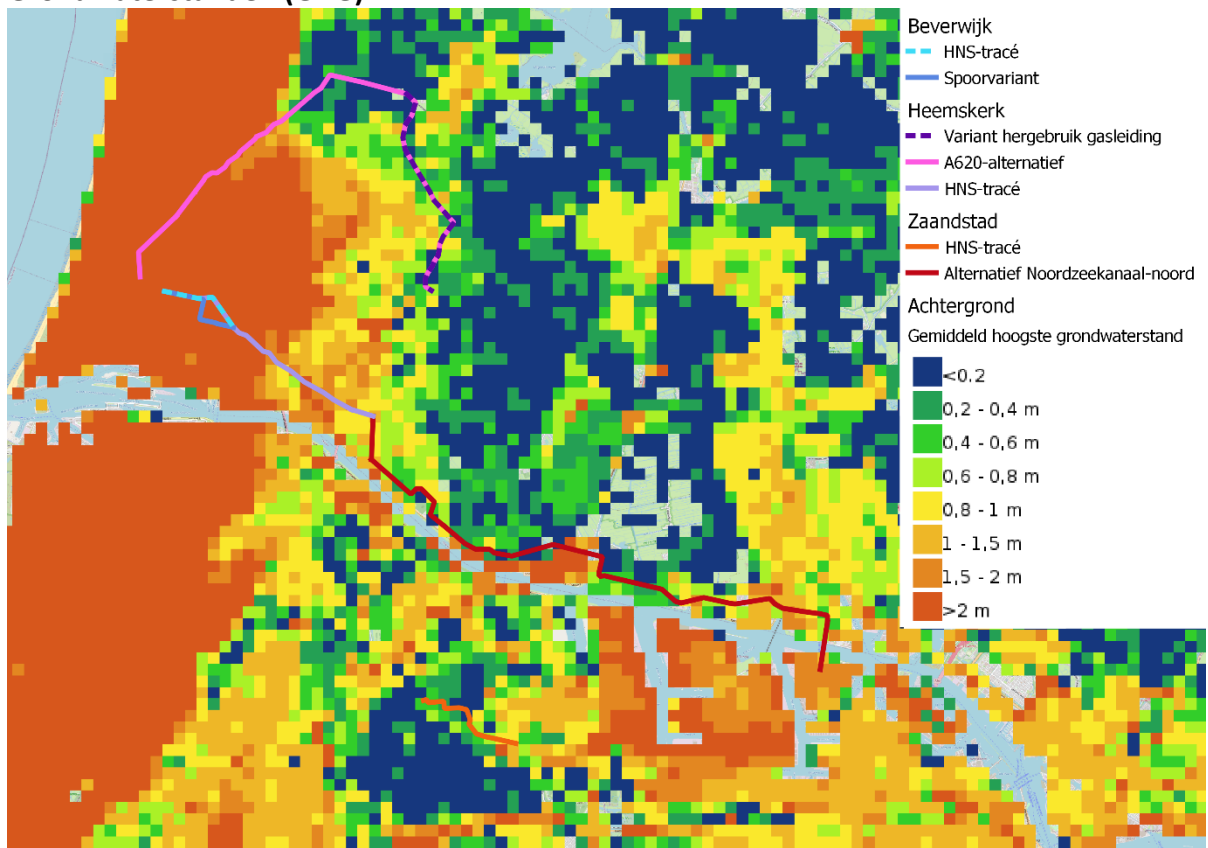 Beverwijk
HNS-tracé
Spoorvariant
Heemskerk
Variant hergebruik gasleiding
A620-alternatief
HNS-tracé
Zaandstad
HNS-tracé
Alternatief Noordzeekanaal-noord
Achtergrond
Gemiddeld hoogste grondwaterstand
<0,2
0,2 - 0,4 m
0,4 - 0,6 m
0,6 - 0,8 m
0,8 - 1 m
1 - 1,5 m
1,5 - 2 m
>2 m